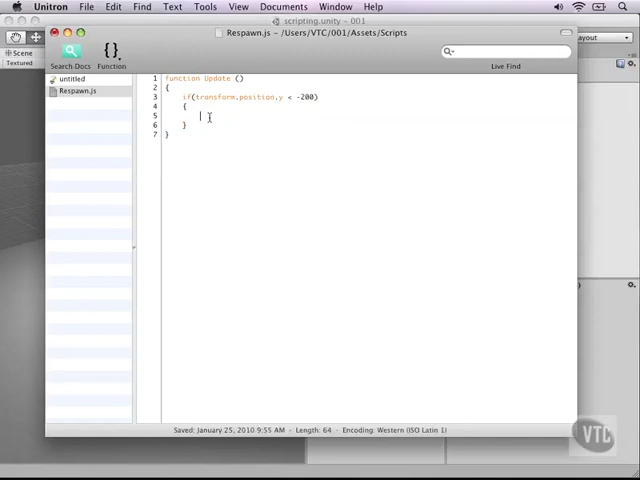 Unitron File Edit Find Text Tools View Documents Window Help
scripting.unity - 001
Respawn.js – /Users/VTC/001/Assets/Scripts
Scene
Textured
Search Docs Function
Live Find
untitled
Respawn.js
1 function Update ()
2 {
3 if(transform.position.y < -200)
4 {
5
6 }
7 }
Saved: January 25, 2010 9:55 AM - Length: 64 - Encoding: Western (ISO Latin 1)
VTC